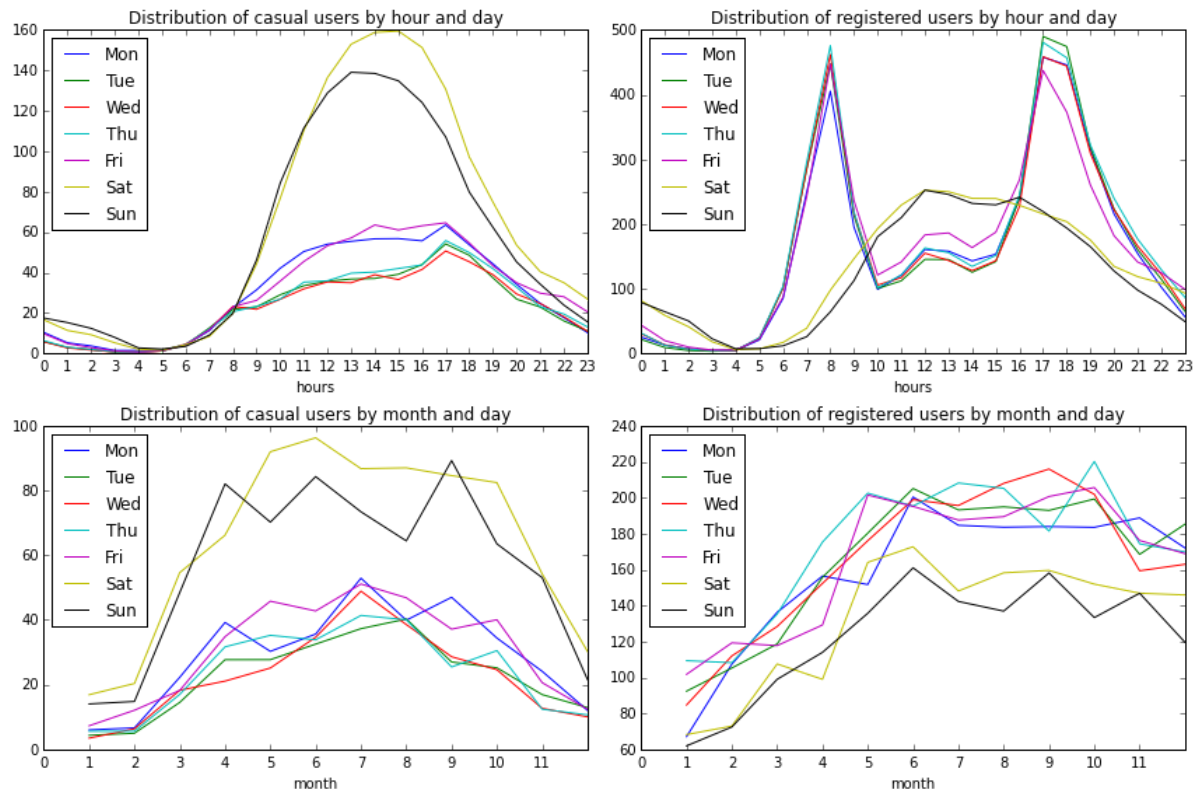 Distribution of casual users by hour and day
160
140
120
100
80
60
40
20
0
Mon
Tue
Wed
Thu
Fri
Sat
Sun
0 1 2 3 4 5 6 7 8 9 10 11 12 13 14 15 16 17 18 19 20 21 22 23
hours
Distribution of registered users by hour and day
500
400
300
200
100
0
Mon
Tue
Wed
Thu
Fri
Sat
Sun
0 1 2 3 4 5 6 7 8 9 10 11 12 13 14 15 16 17 18 19 20 21 22 23
hours
Distribution of casual users by month and day
100
80
60
40
20
0
Mon
Tue
Wed
Thu
Fri
Sat
Sun
0 1 2 3 4 5 6 7 8 9 10 11
month
Distribution of registered users by month and day
240
220
200
180
160
140
120
100
80
60
Mon
Tue
Wed
Thu
Fri
Sat
Sun
0 1 2 3 4 5 6 7 8 9 10 11
month